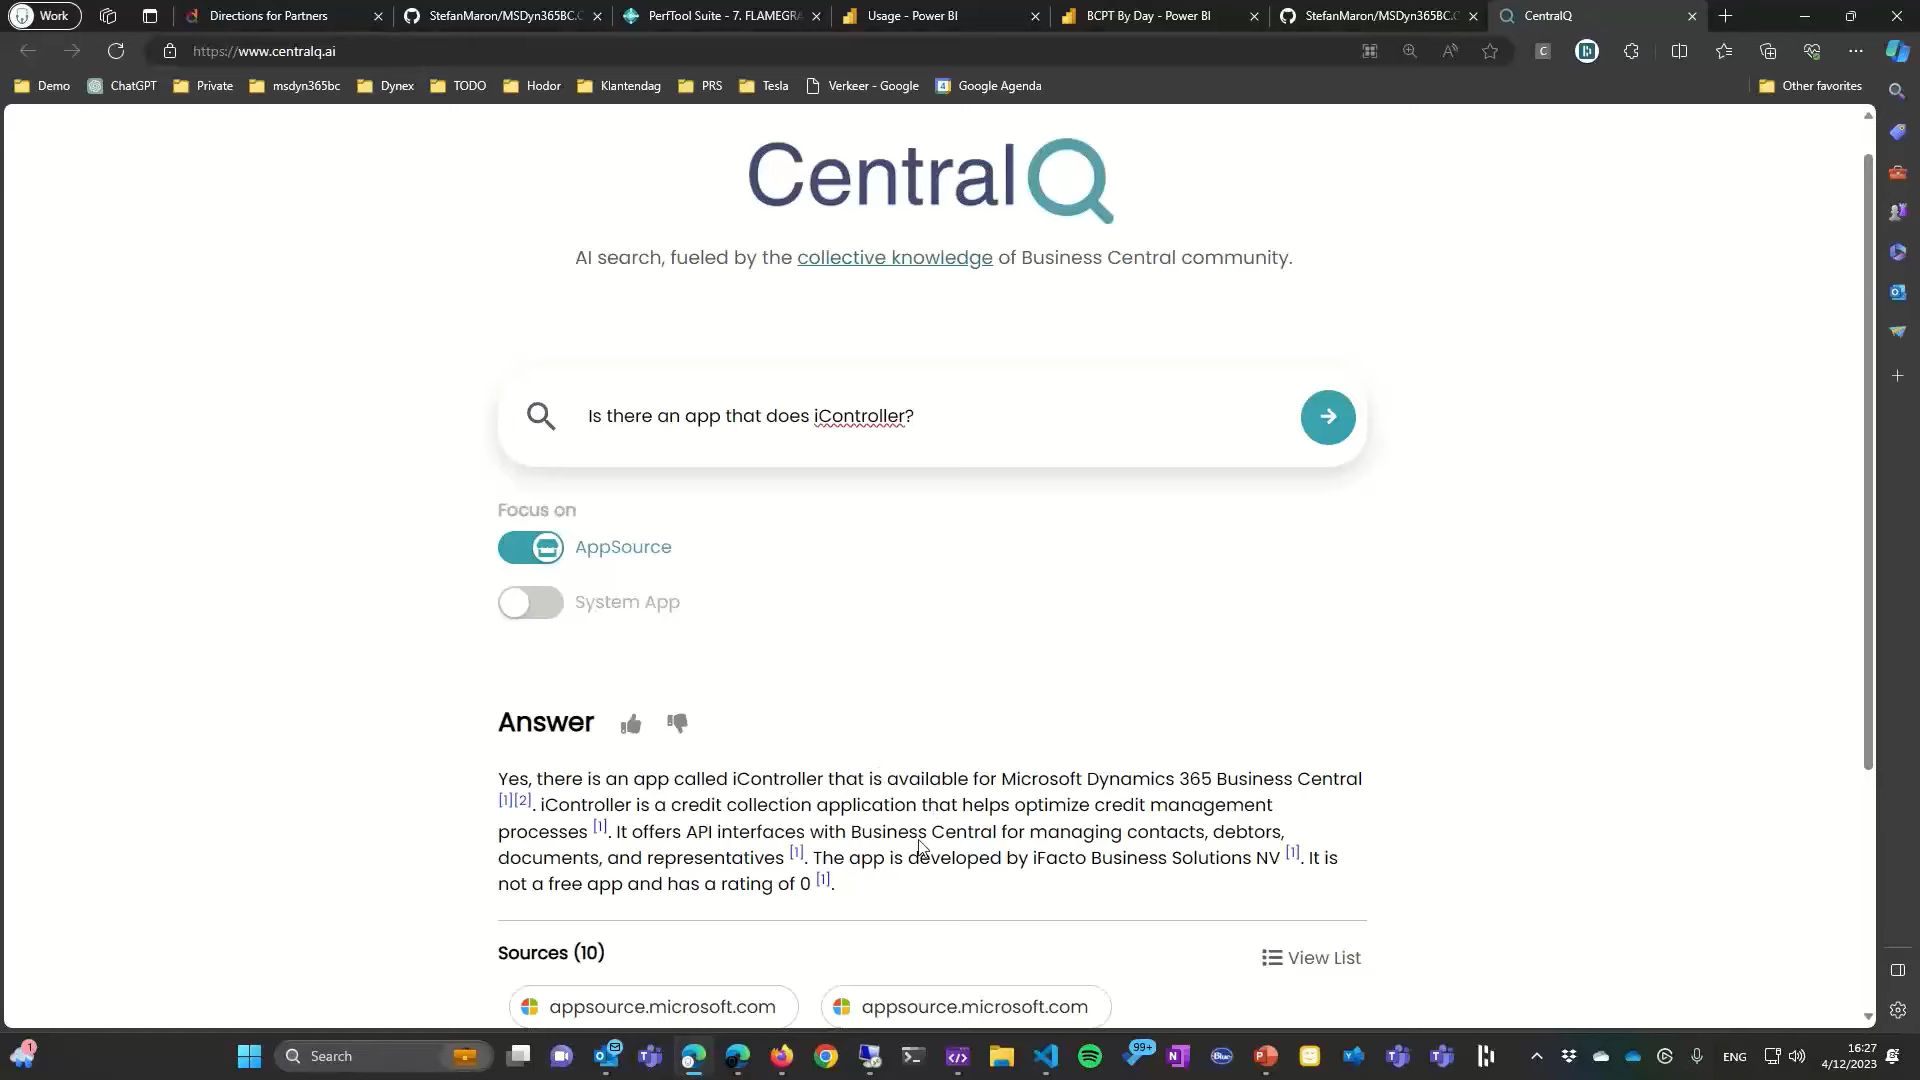 Work
Directions for Partners
StefanMaron/MSDyn365BC.C
PerfTool Suite - 7. FLAMEGRA
Usage - Power BI
BCPT By Day - Power BI
StefanMaron/MSDyn365BC.C
CentralQ
https://www.centralq.ai
Demo
ChatGPT
Private
msdyn365bc
Dynex
TODO
Hodor
Klantendag
PRS
Tesla
Verkeer - Google
Google Agenda
Other favorites
CentralQ
AI search, fueled by the collective knowledge of Business Central community.
Is there an app that does iController?
Focus on
AppSource
System App
Answer
Yes, there is an app called iController that is available for Microsoft Dynamics 365 Business Central
[1][2]. iController is a credit collection application that helps optimize credit management
processes [1]. It offers API interfaces with Business Central for managing contacts, debtors,
documents, and representatives [1]. The app is developed by iFacto Business Solutions NV [1]. It is
not a free app and has a rating of 0 [1].
Sources (10)
View List
appsource.microsoft.com
appsource.microsoft.com
1
Search
99+
Blue
ENG
16:27
4/12/2023